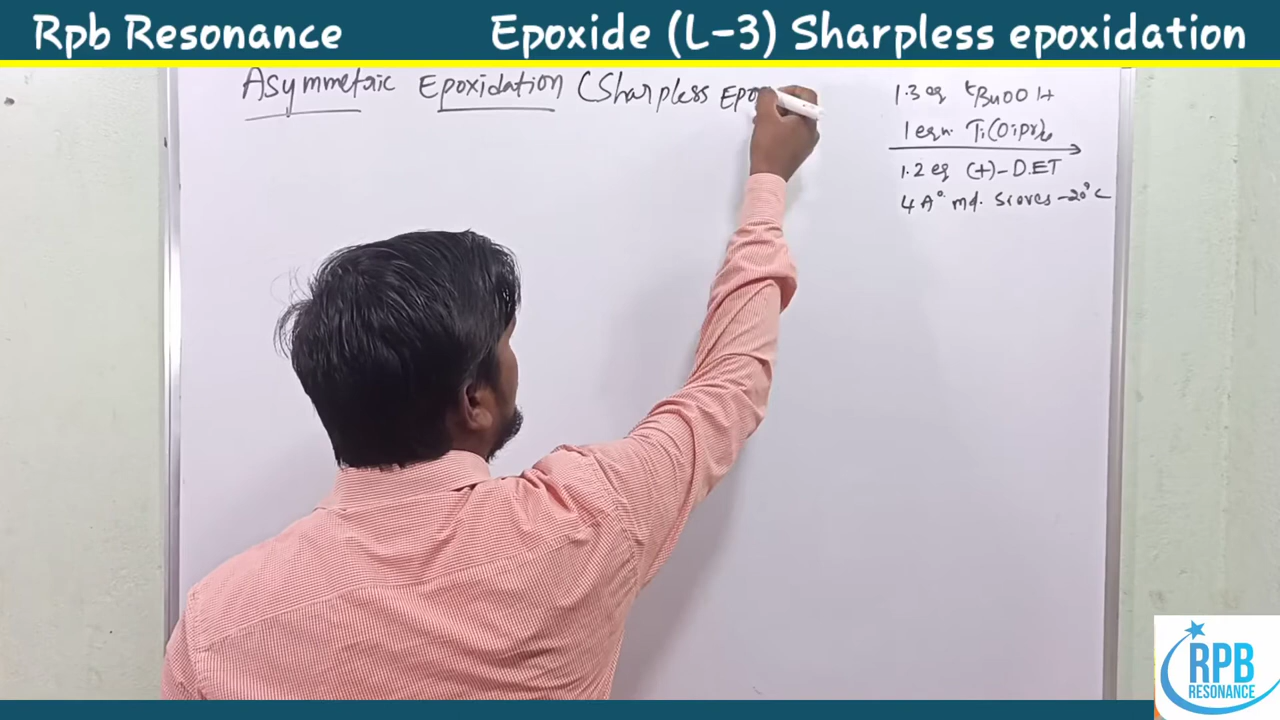 Rpb Resonance
Epoxide (L-3) Sharpless epoxidation
Asymmetric Epoxidation (Sharpless Epo
1.3 eq tBuOOH
1 eqn. Ti(OiPr)4
1.2 eq (+)-D.ET
4 A° mol. Sieves -20°C
RPB
RESONANCE